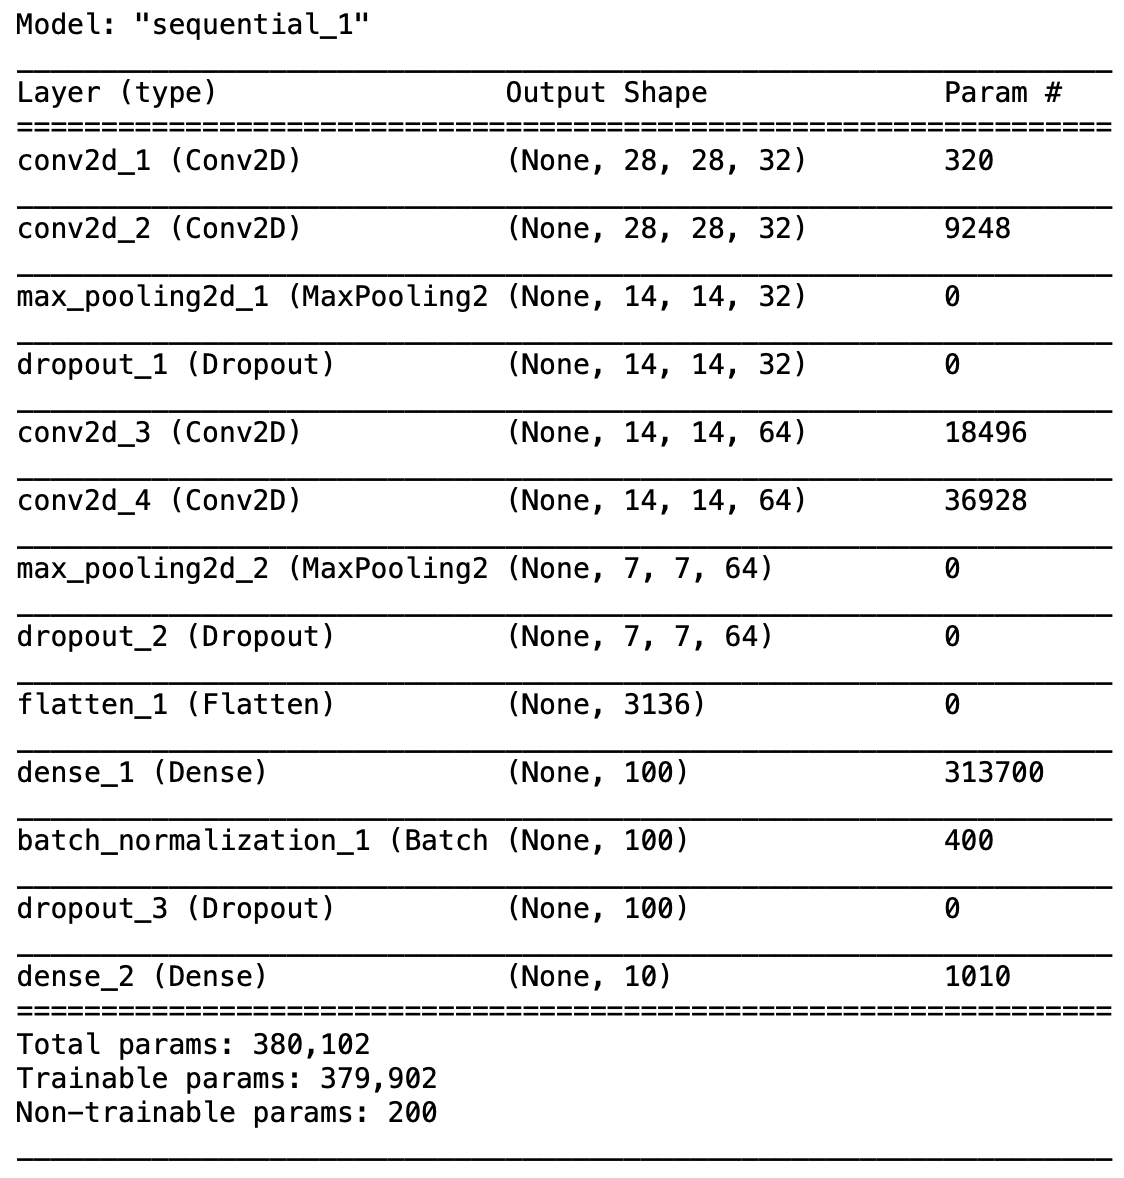 Model: "sequential_1"
Layer (type) Output Shape Param #
conv2d_1 (Conv2D) (None, 28, 28, 32) 320
conv2d_2 (Conv2D) (None, 28, 28, 32) 9248
max_pooling2d_1 (MaxPooling2 (None, 14, 14, 32) 0
dropout_1 (Dropout) (None, 14, 14, 32) 0
conv2d_3 (Conv2D) (None, 14, 14, 64) 18496
conv2d_4 (Conv2D) (None, 14, 14, 64) 36928
max_pooling2d_2 (MaxPooling2 (None, 7, 7, 64) 0
dropout_2 (Dropout) (None, 7, 7, 64) 0
flatten_1 (Flatten) (None, 3136) 0
dense_1 (Dense) (None, 100) 313700
batch_normalization_1 (Batch (None, 100) 400
dropout_3 (Dropout) (None, 100) 0
dense_2 (Dense) (None, 10) 1010
Total params: 380,102
Trainable params: 379,902
Non-trainable params: 200